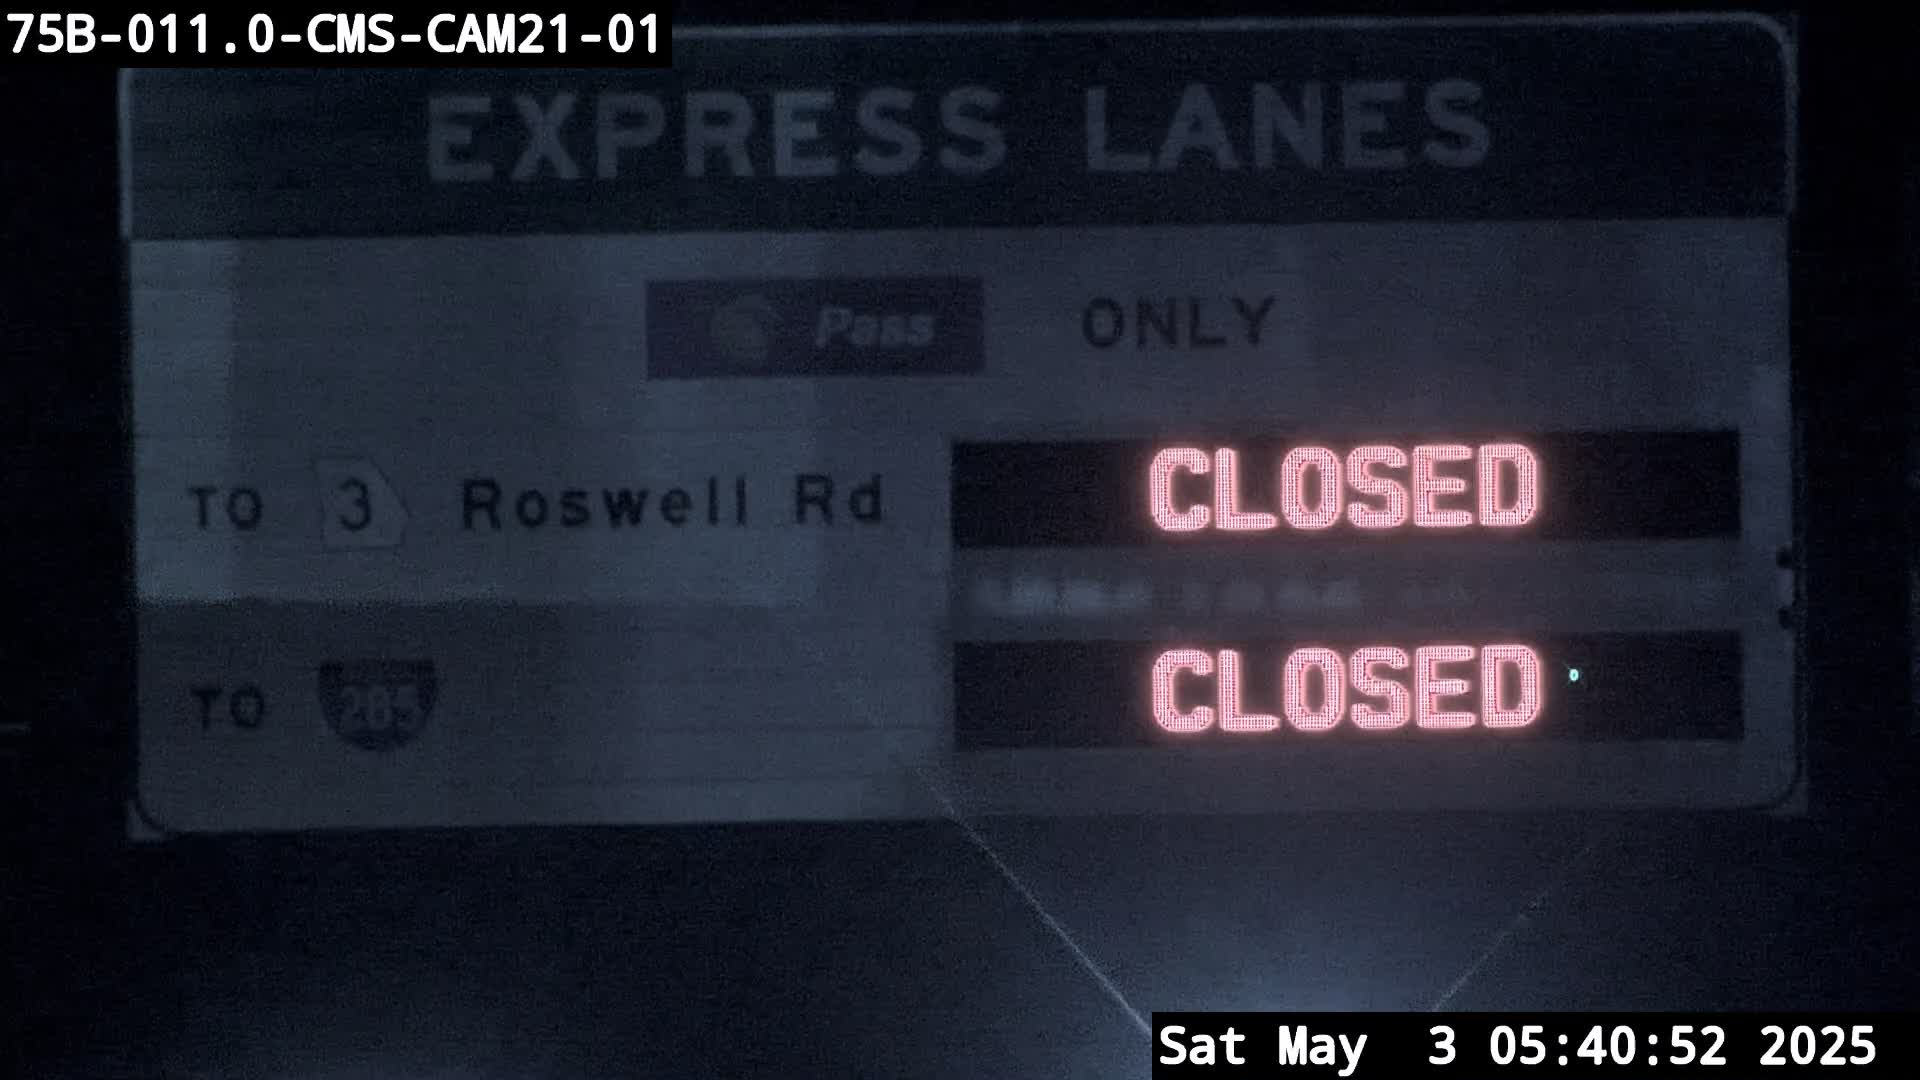 75B-011.0-CMS-CAM21-01
EXPRESS LANES
Pass ONLY
TO 3 Roswell Rd CLOSED
TO 285 CLOSED
Sat May 3 05:40:52 2025